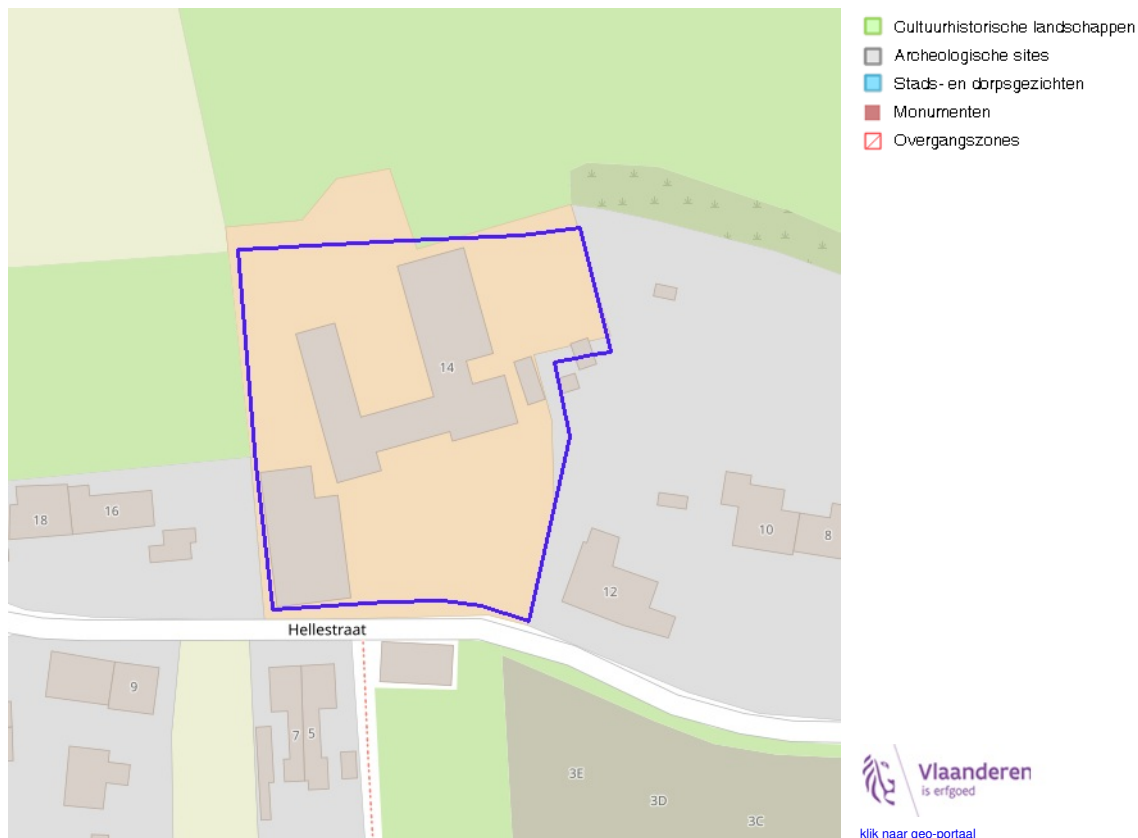 Cultuurhistorische landschappen
Archeologische sites
Stads- en dorpsgezichten
Monumenten
Overgangszones
14
18
16
10
8
12
Hellestraat
9
7
5
3E
3D
3C
Vlaanderen
is erfgoed
klik naar geo-portaal